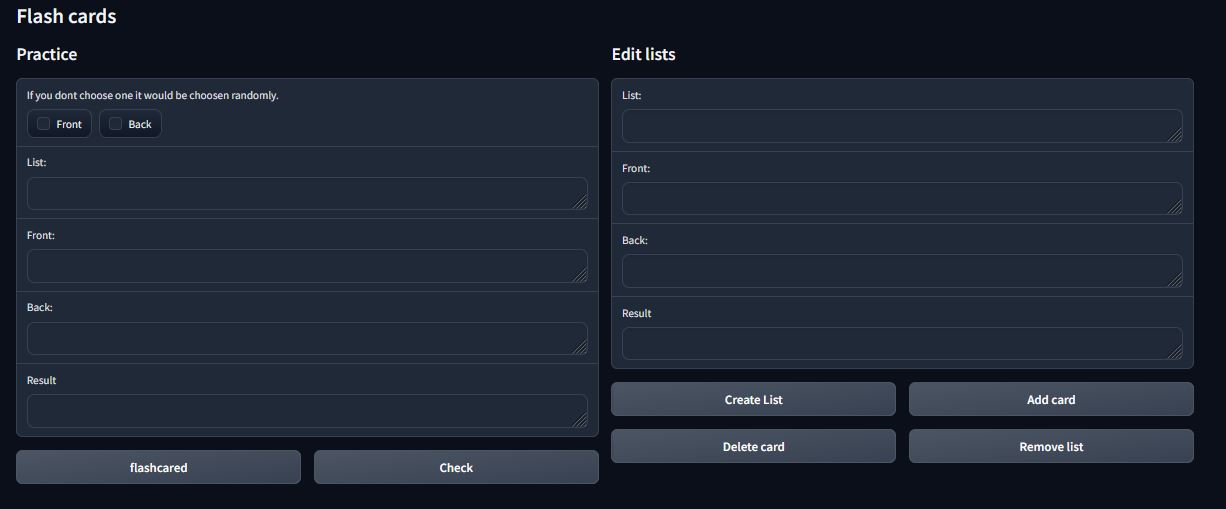 Flash cards
Practice
If you dont choose one it would be choosen randomly.
Front
Back
List:
Front:
Back:
Result
flashcared
Check
Edit lists
List:
Front:
Back:
Result
Create List
Add card
Delete card
Remove list